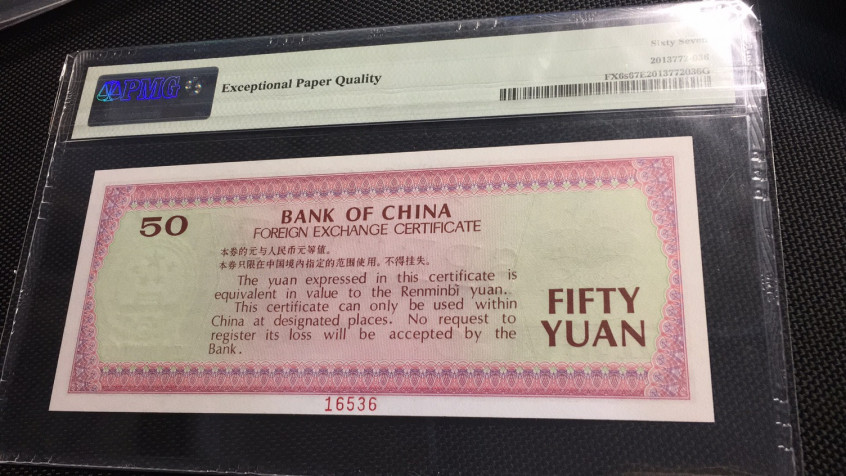 PMG
Exceptional Paper Quality
Sixty Seven
FX6s67E2013772036G
50
BANK OF CHINA
FOREIGN EXCHANGE CERTIFICATE
本券的元与人民币元等值。
本券只限在中国境内指定的范围使用。不得挂失。
The yuan expressed in this certificate is
equivalent in value to the Renminbi yuan.
This certificate can only be used within
China at designated places. No request to
register its loss will be accepted by the
Bank.
FIFTY
YUAN
16536